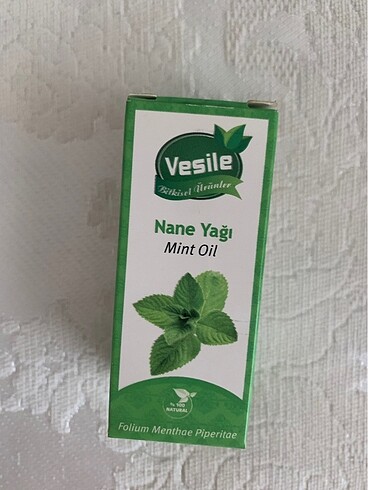 Vesile
Bitkisel Ürünler
Nane Yağı
Mint Oil
% 100
NATURAL
Folium Menthae Piperitae